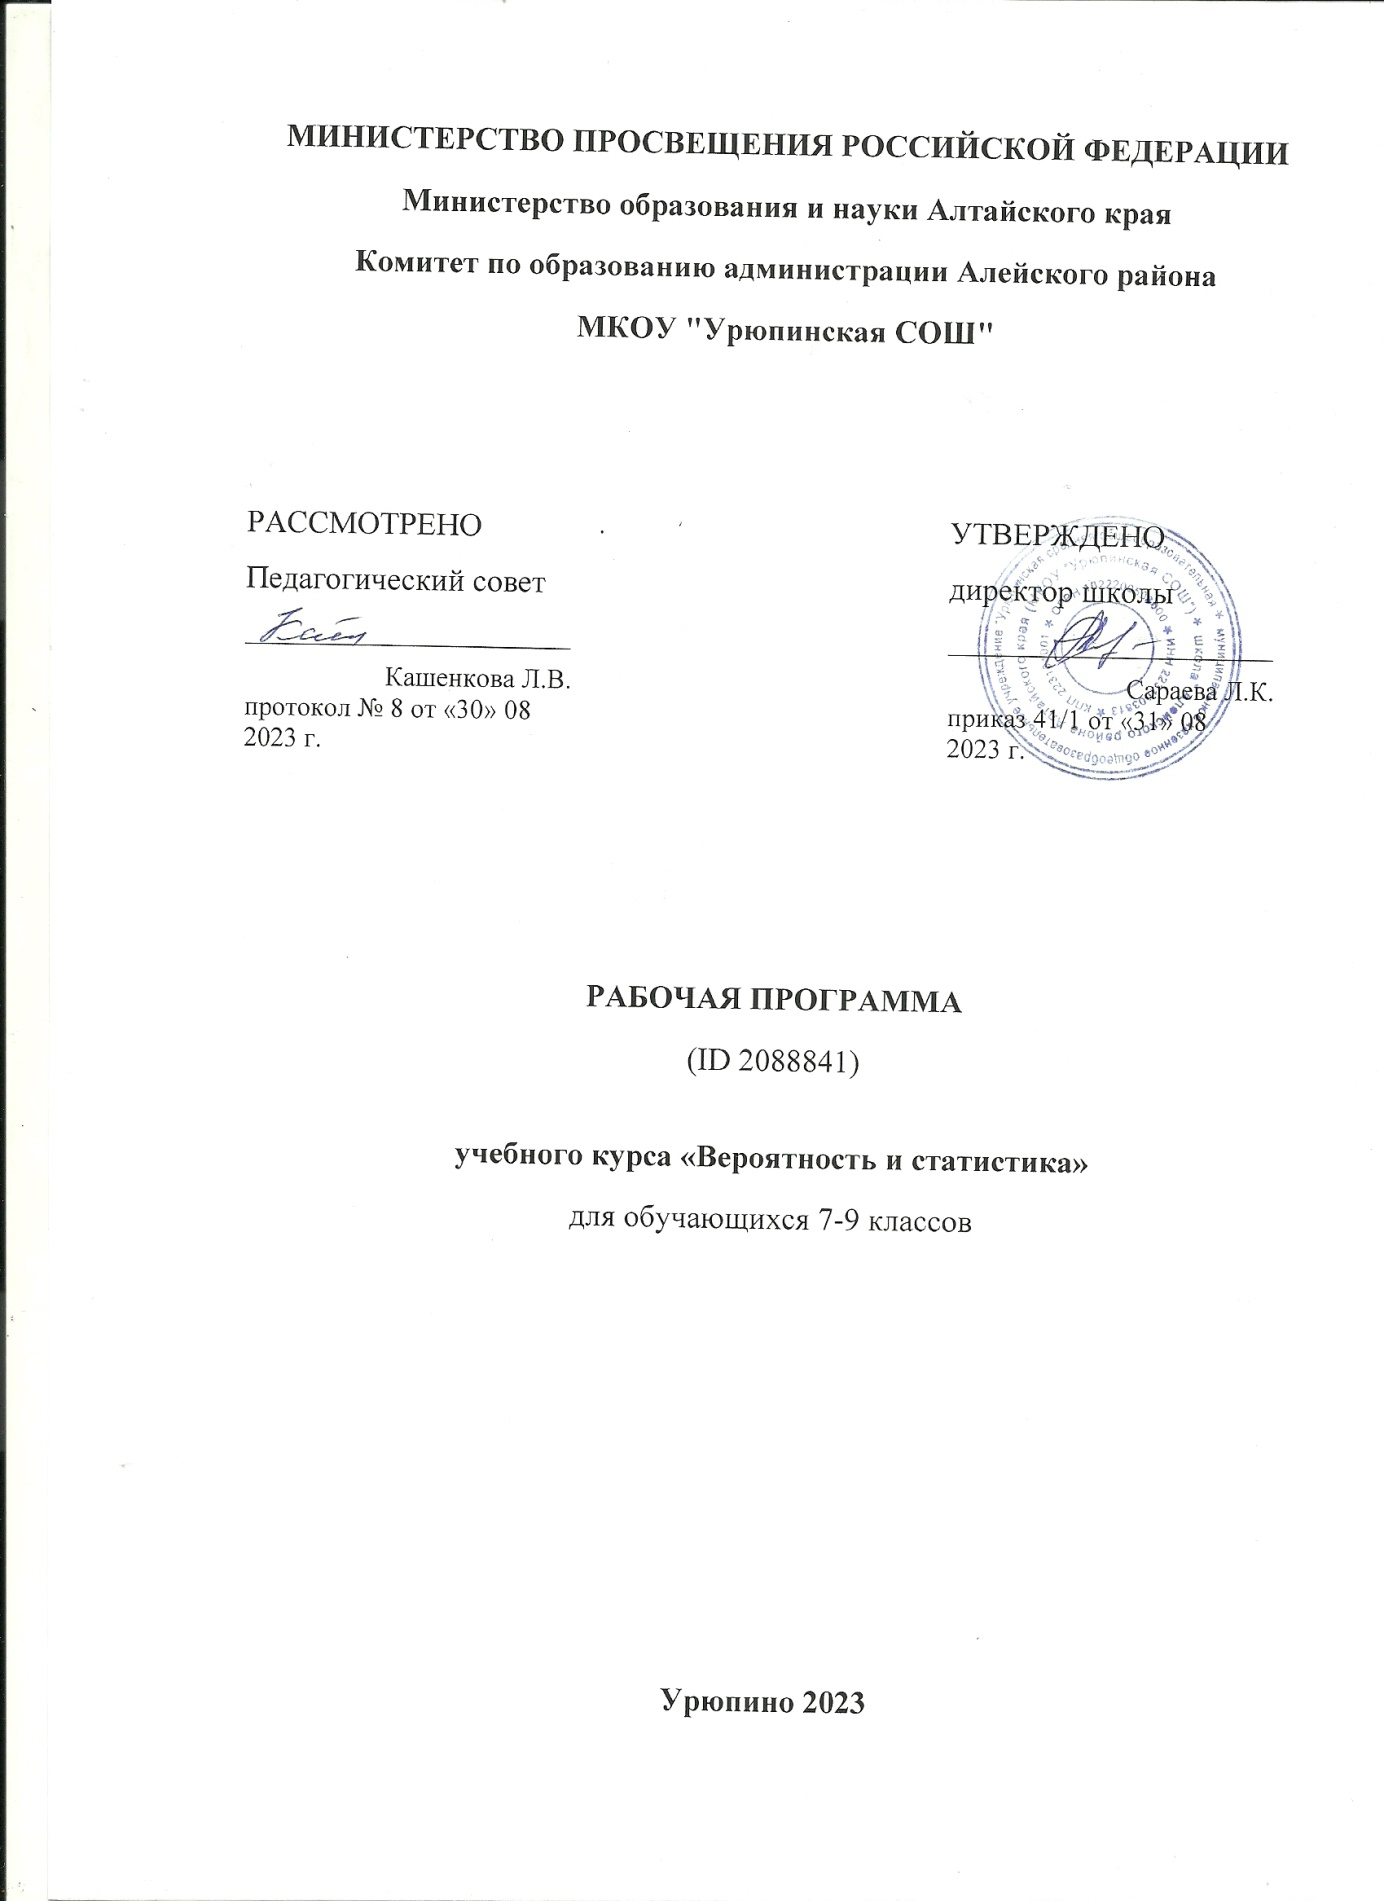 МИНИСТЕРСТВО ПРОСВЕЩЕНИЯ РОССИЙСКОЙ ФЕДЕРАЦИИ
Министерство образования и науки Алтайского края
Комитет по образованию администрации Алейского района
МКОУ "Урюпинская СОШ"
РАССМОТРЕНО
Педагогический совет
Кашенкова Л.В.
протокол № 8 от «30» 08
2023 г.
УТВЕРЖДЕНО
директор школы
Сараева Л.К.
приказ 41/1 от «31» 08
2023 г.
РАБОЧАЯ ПРОГРАММА
(ID 2088841)
учебного курса «Вероятность и статистика»
для обучающихся 7-9 классов
Урюпино 2023